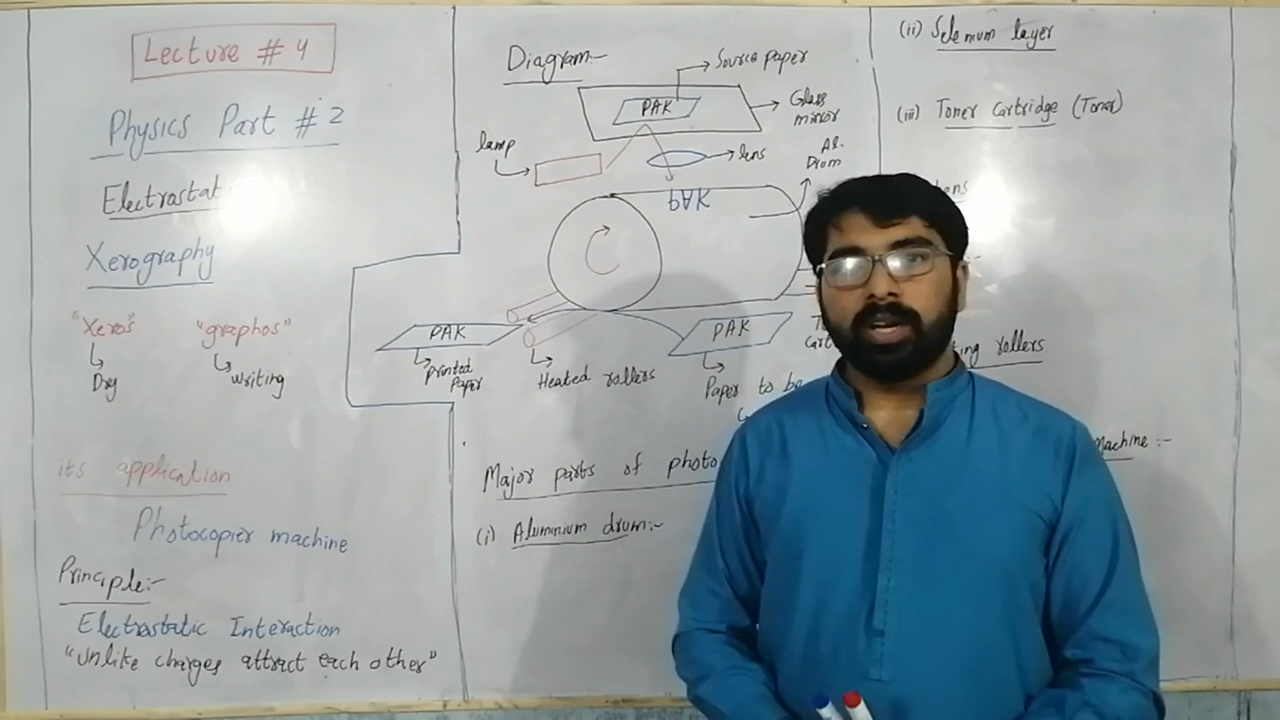 Lecture # 4
Physics Part # 2
Electrostat
Xerography
"Xeros" "graphos"
Dry writing
its application
Photocopier machine
Principle:-
Electrostatic Interaction
"unlike charges attract each other"
Diagram:-
Source paper
PAK
Glass
mirror
lamp
lens
Al.
Drum
PAK
PAK
printed
Paper
Heated rollers
PAK
Paper to be
Major parts of photo
(i) Aluminium drum:-
(ii) Selenium layer
(iii) Toner Cartridge (Toner)
ens
ting rollers
machine :-